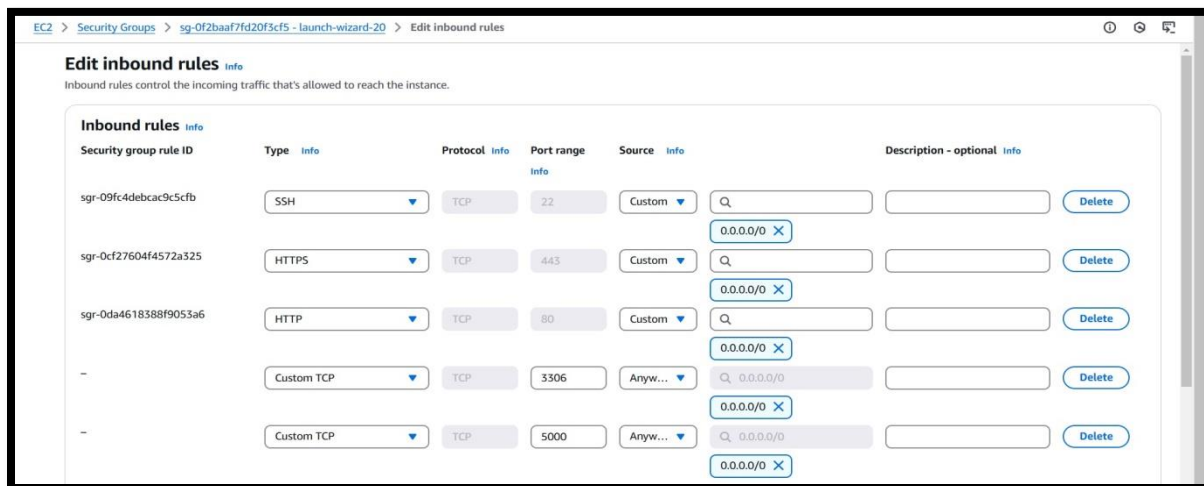 EC2 > Security Groups > sg-0f2baaf7fd20f3cf5 - launch-wizard-20 > Edit inbound rules
Edit inbound rules Info
Inbound rules control the incoming traffic that's allowed to reach the instance.
Inbound rules Info
Security group rule ID Type Info Protocol Info Port range Info Source Info Description - optional Info
sgr-09fc4debcac9c5cfb SSH TCP 22 Custom Delete
0.0.0.0/0
sgr-0cf27604f4572a325 HTTPS TCP 443 Custom Delete
0.0.0.0/0
sgr-0da4618388f9053a6 HTTP TCP 80 Custom Delete
0.0.0.0/0
– Custom TCP TCP 3306 Anyw... 0.0.0.0/0 Delete
0.0.0.0/0
– Custom TCP TCP 5000 Anyw... 0.0.0.0/0 Delete
0.0.0.0/0